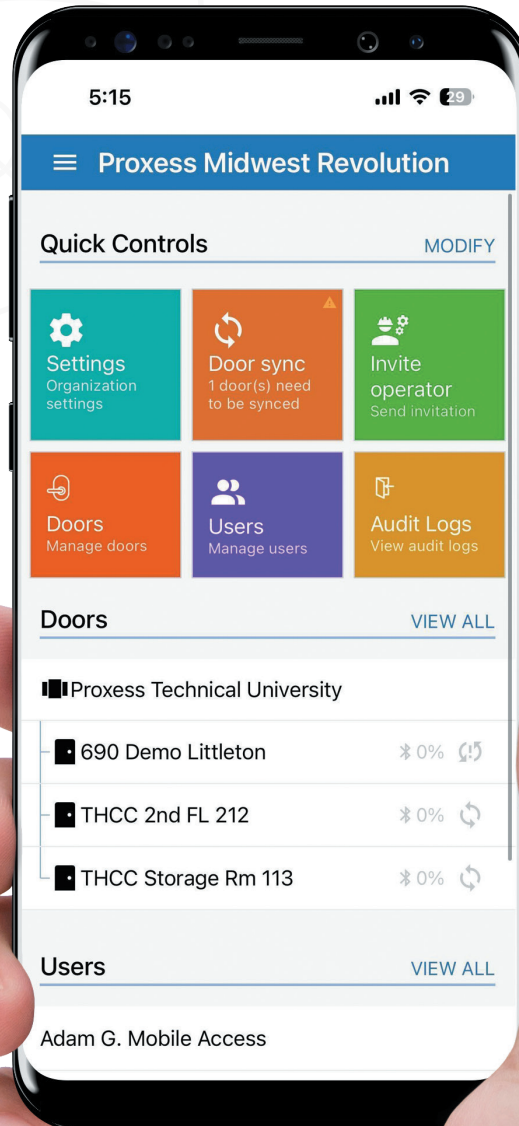 5:15
29
Proxess Midwest Revolution
Quick Controls
MODIFY
Settings
Organization
settings
Door sync
1 door(s) need
to be synced
Invite
operator
Send invitation
Doors
Manage doors
Users
Manage users
Audit Logs
View audit logs
Doors
VIEW ALL
Proxess Technical University
690 Demo Littleton
0%
THCC 2nd FL 212
0%
THCC Storage Rm 113
0%
Users
VIEW ALL
Adam G. Mobile Access